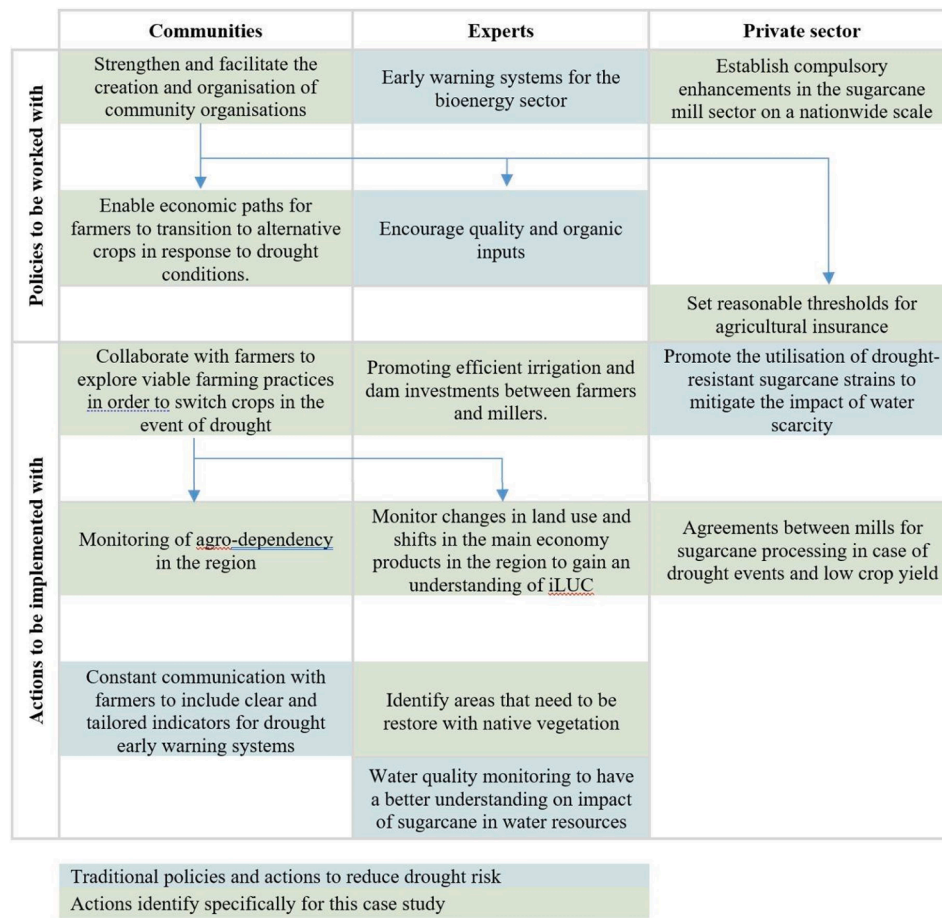 Communities
Experts
Private sector
Policies to be worked with
Strengthen and facilitate the
creation and organisation of
community organisations
Early warning systems for the
bioenergy sector
Establish compulsory
enhancements in the sugarcane
mill sector on a nationwide scale
Enable economic paths for
farmers to transition to alternative
crops in response to drought
conditions.
Encourage quality and organic
inputs
Set reasonable thresholds for
agricultural insurance
Actions to be implemented with
Collaborate with farmers to
explore viable farming practices
in order to switch crops in the
event of drought
Promoting efficient irrigation and
dam investments between farmers
and millers.
Promote the utilisation of drought-
resistant sugarcane strains to
mitigate the impact of water
scarcity
Monitoring of agro-dependency
in the region
Monitor changes in land use and
shifts in the main economy
products in the region to gain an
understanding of iLUC
Agreements between mills for
sugarcane processing in case of
drought events and low crop yield
Constant communication with
farmers to include clear and
tailored indicators for drought
early warning systems
Identify areas that need to be
restore with native vegetation
Water quality monitoring to have
a better understanding on impact
of sugarcane in water resources
Traditional policies and actions to reduce drought risk
Actions identify specifically for this case study